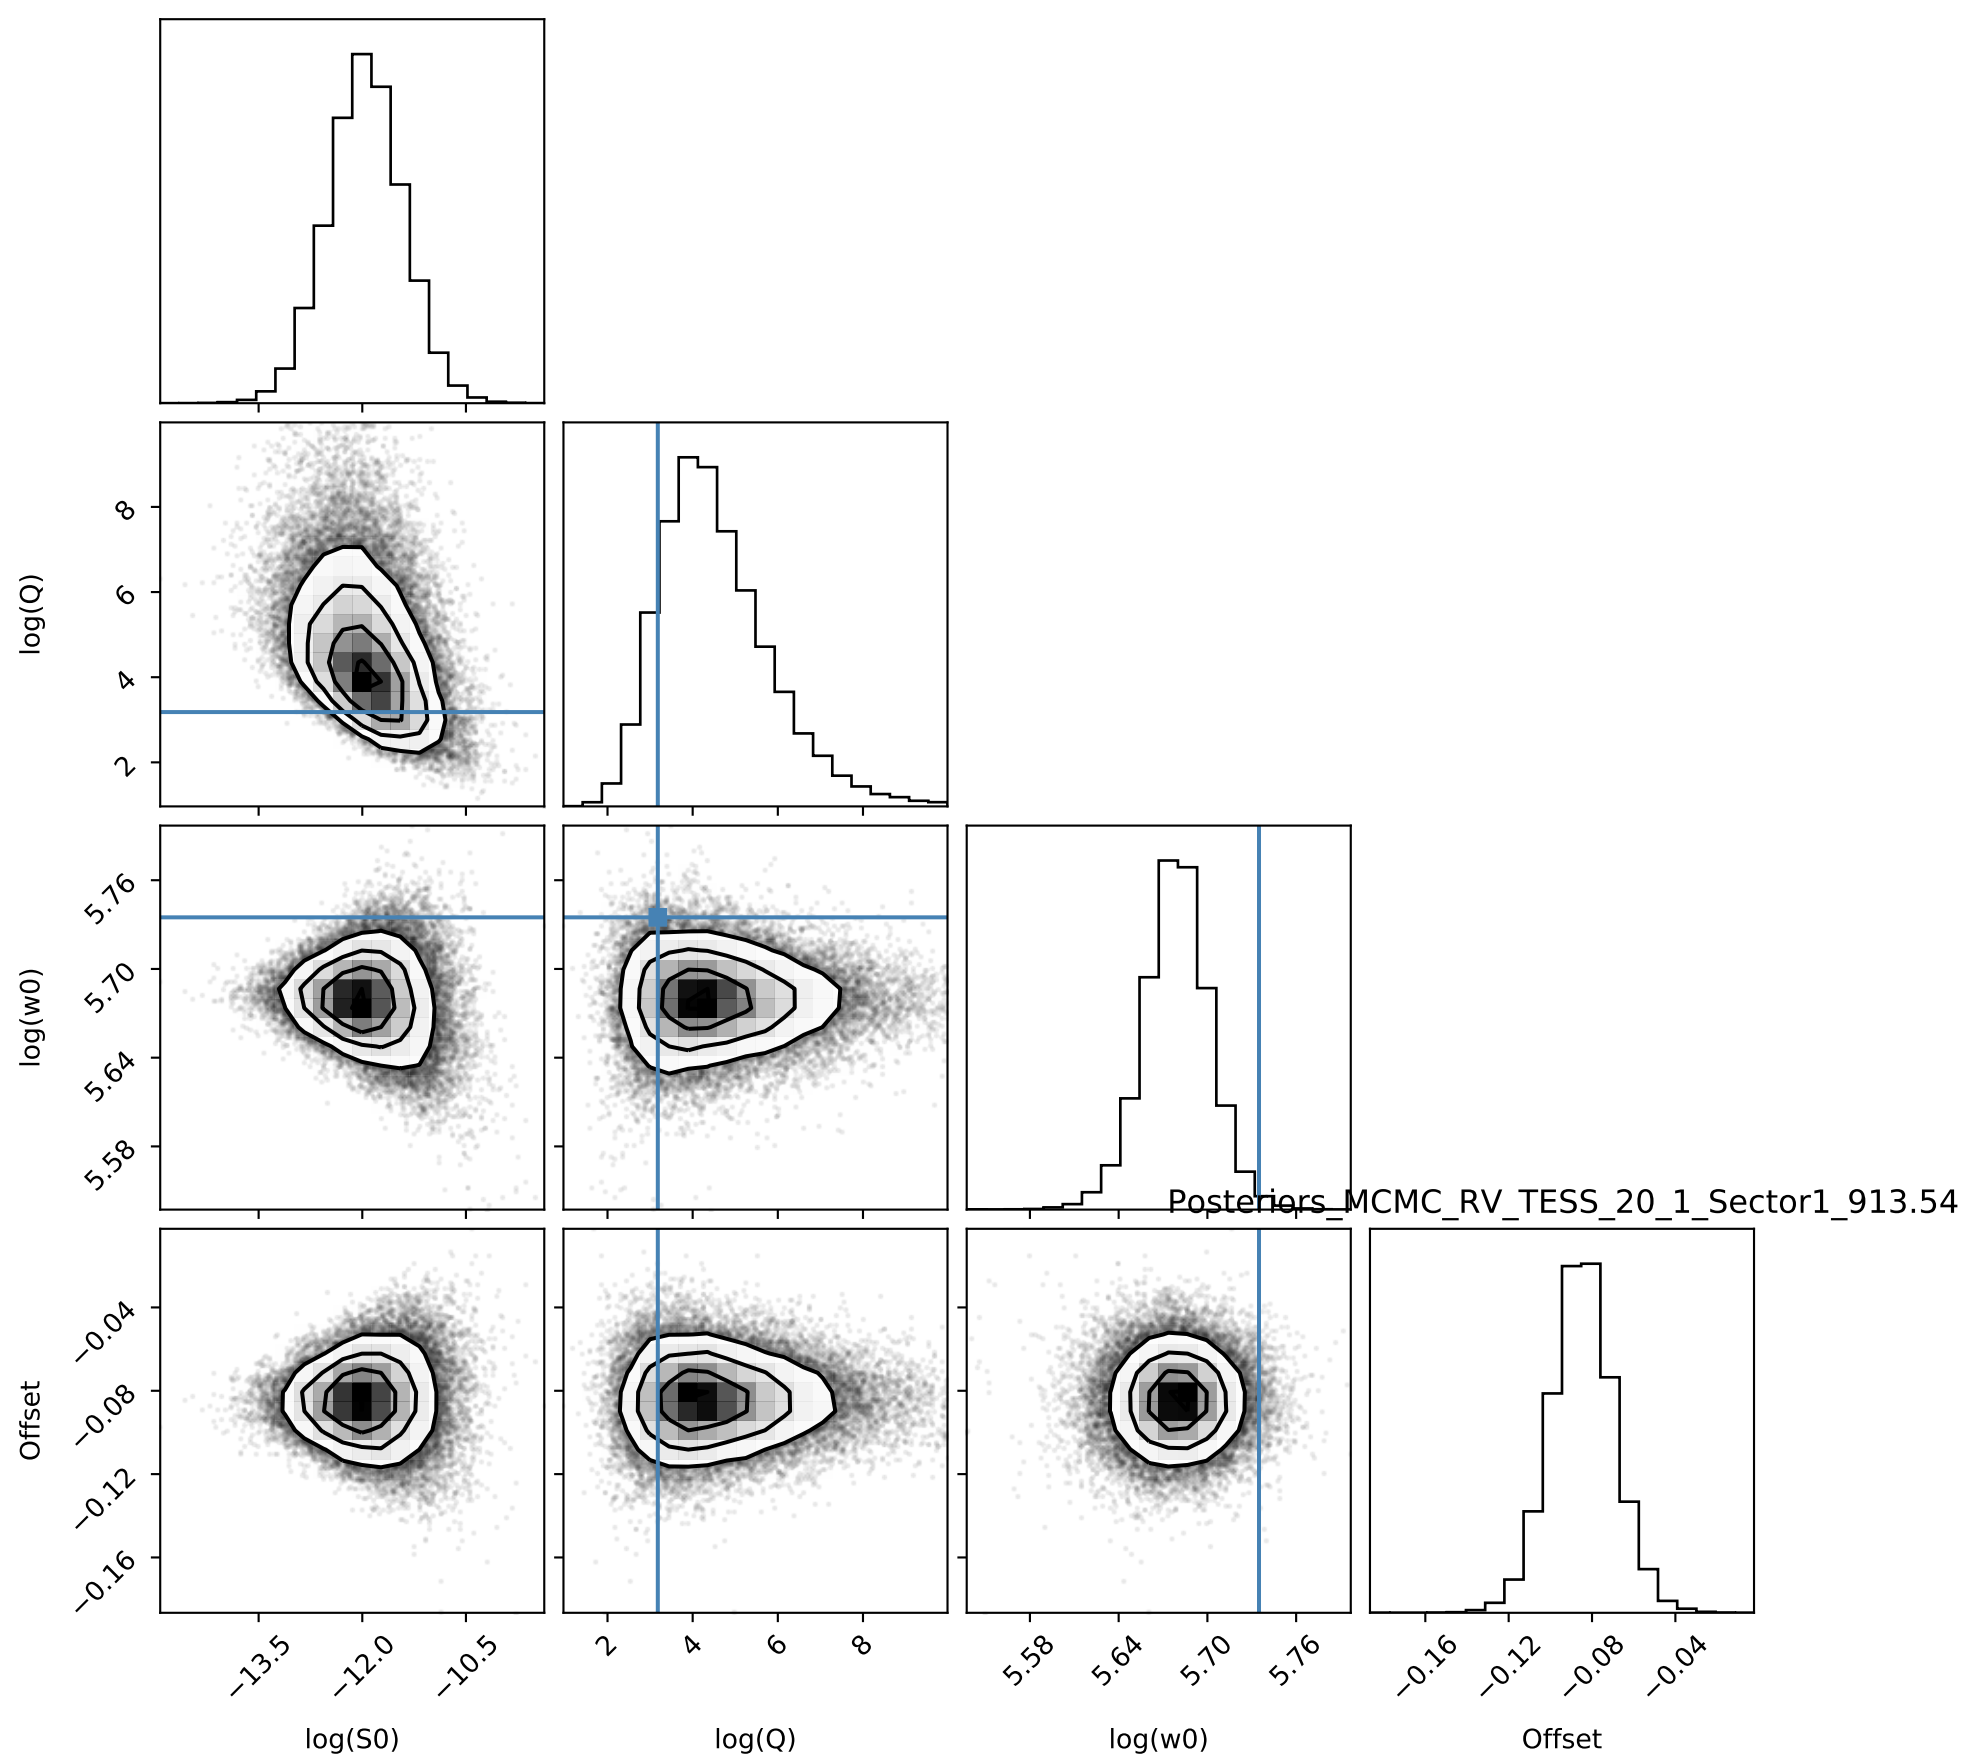 8
6
4
2
log(Q)
5.76
5.70
5.64
5.58
log(w0)
Posteriors_MCMC_RV_TESS_20_1_Sector1_913.54
−0.04
−0.08
−0.12
−0.16
Offset
−13.5 −12.0 −10.5 2 4 6 8 5.58 5.64 5.70 5.76 −0.16 −0.12 −0.08 −0.04
log(S0) log(Q) log(w0) Offset